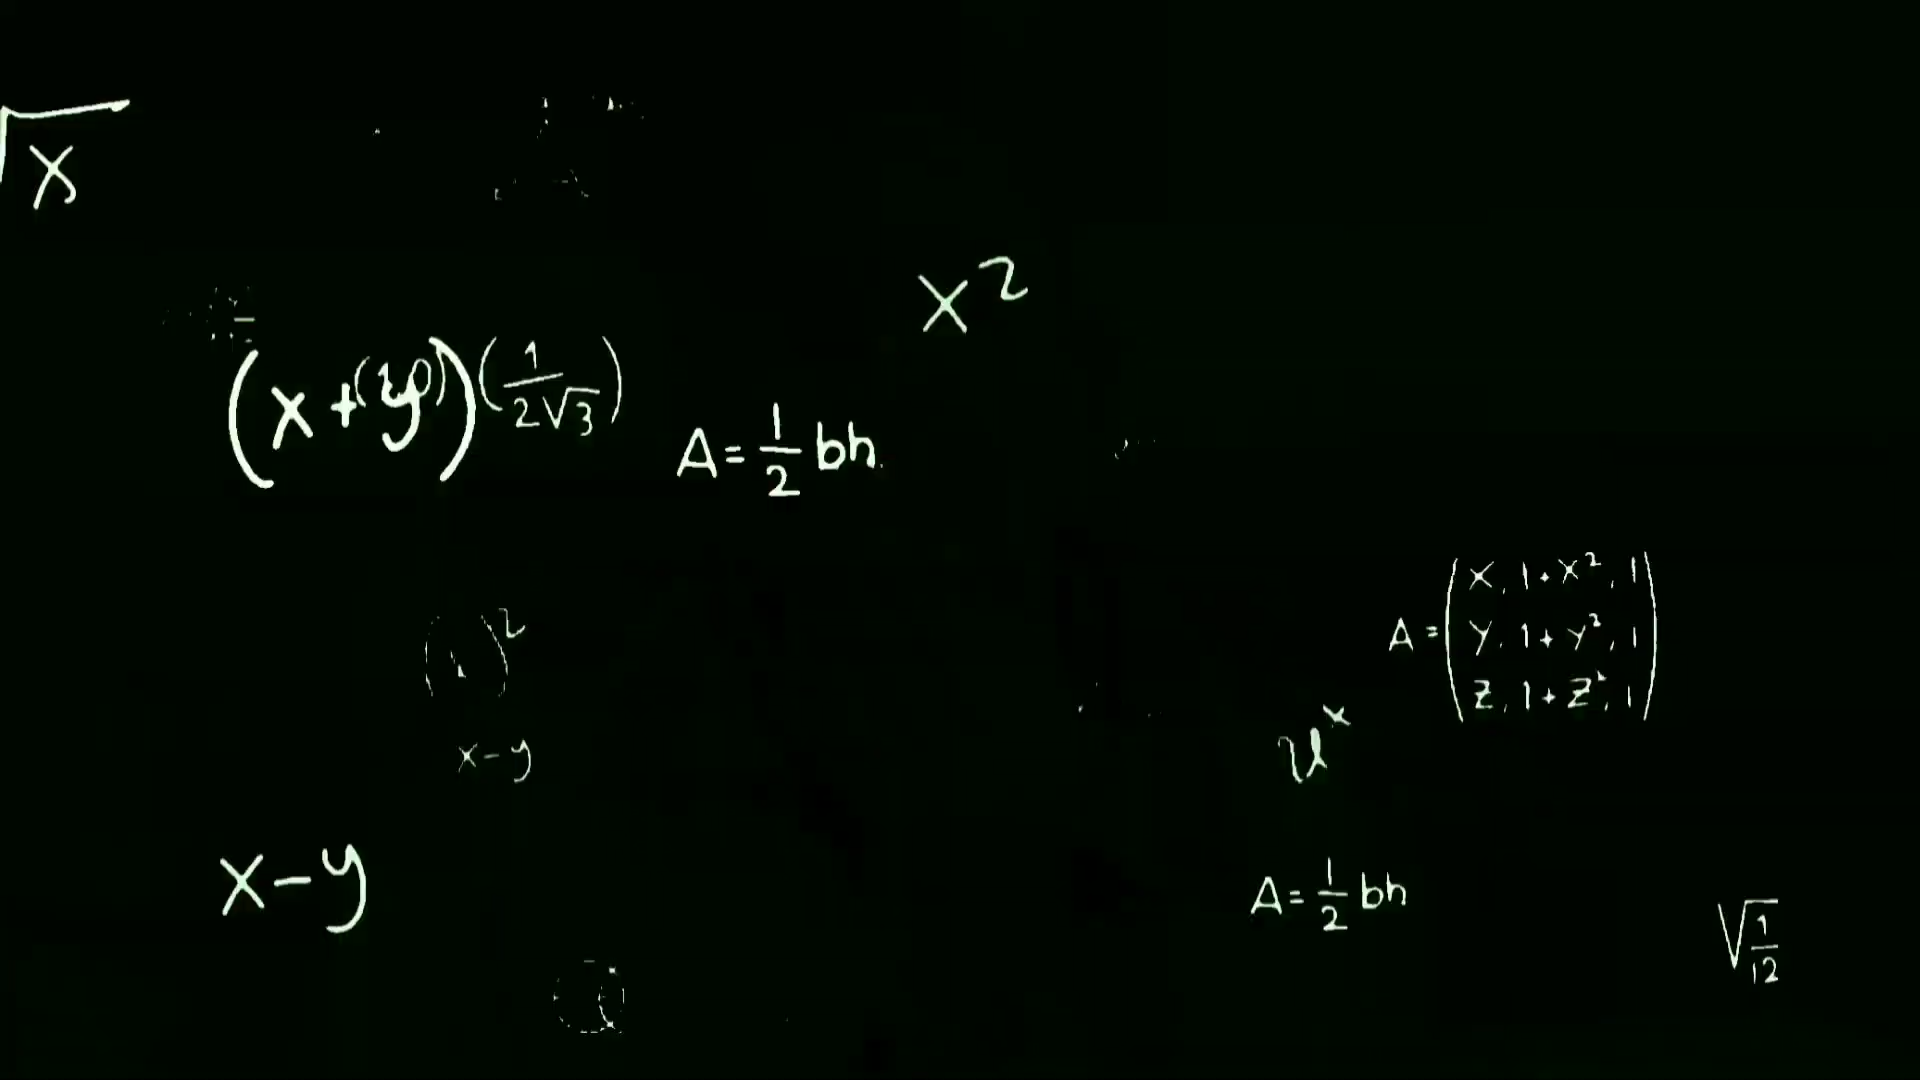 √x
x²
(x+y)^(1/(2√3))
A = 1/2 bh
A = (x, 1+x², 1
y, 1+y², 1
z, 1+z², 1)
x-y
x-y
A = 1/2 bh
√(1/12)